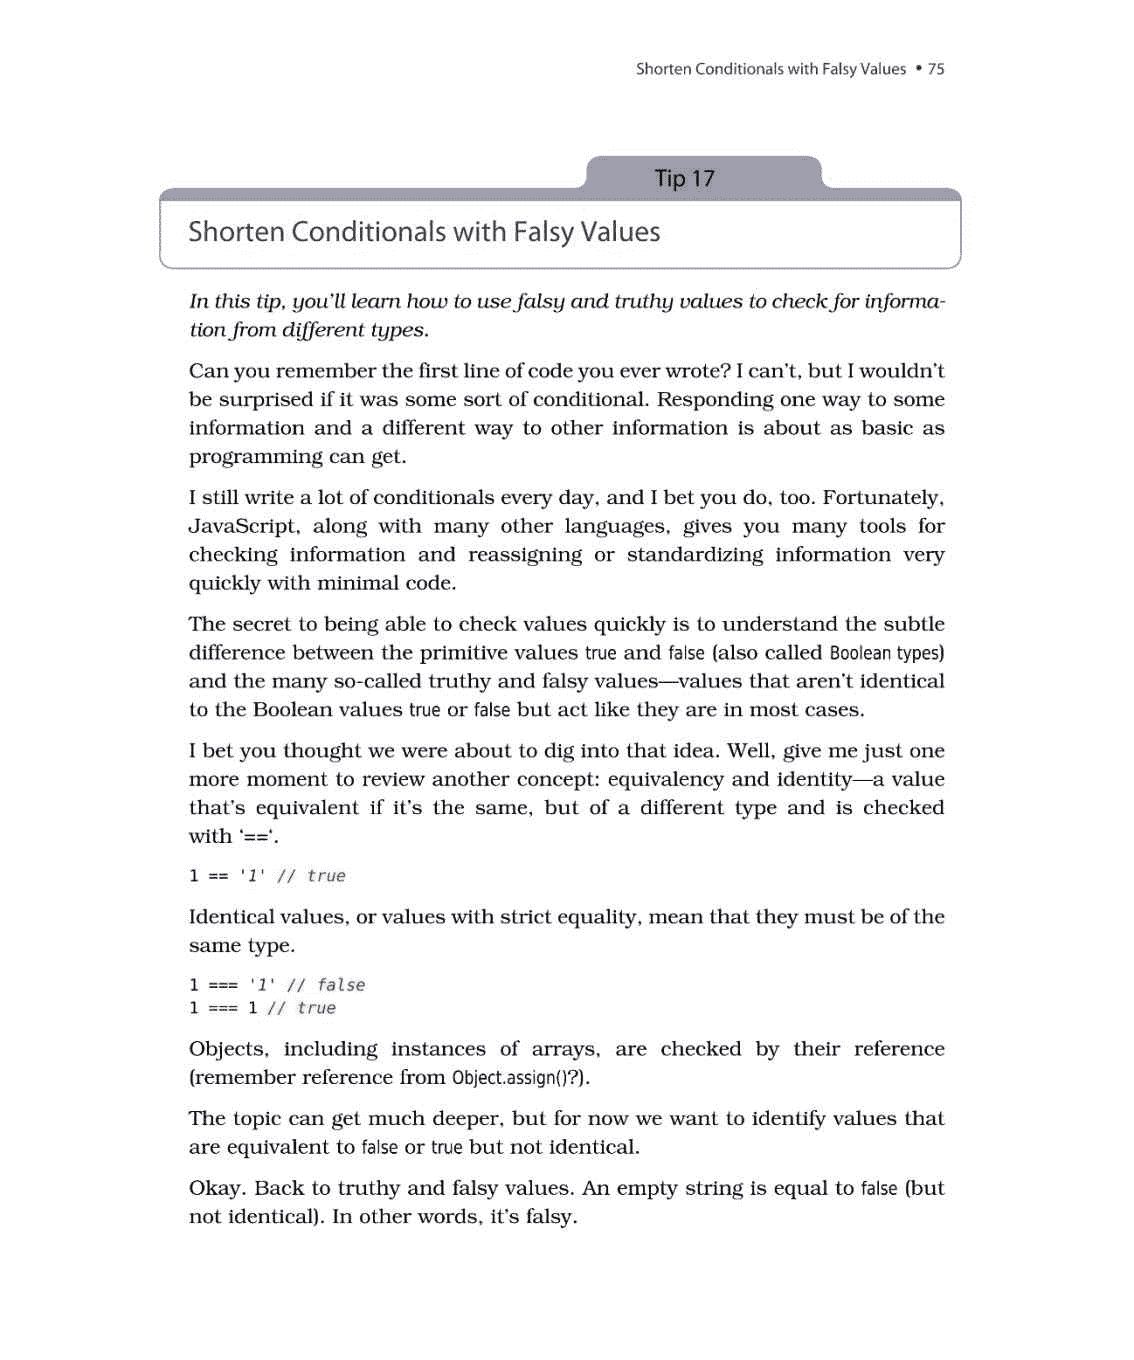 Shorten Conditionals with Falsy Values • 75
Tip 17
Shorten Conditionals with Falsy Values
In this tip, you'll learn how to use falsy and truthy values to check for informa-
tion from different types.
Can you remember the first line of code you ever wrote? I can't, but I wouldn't
be surprised if it was some sort of conditional. Responding one way to some
information and a different way to other information is about as basic as
programming can get.
I still write a lot of conditionals every day, and I bet you do, too. Fortunately,
JavaScript, along with many other languages, gives you many tools for
checking information and reassigning or standardizing information very
quickly with minimal code.
The secret to being able to check values quickly is to understand the subtle
difference between the primitive values true and false (also called Boolean types)
and the many so-called truthy and falsy values—values that aren't identical
to the Boolean values true or false but act like they are in most cases.
I bet you thought we were about to dig into that idea. Well, give me just one
more moment to review another concept: equivalency and identity—a value
that's equivalent if it's the same, but of a different type and is checked
with ‘==‘.
1 == '1' // true
Identical values, or values with strict equality, mean that they must be of the
same type.
1 === '1' // false
1 === 1 // true
Objects, including instances of arrays, are checked by their reference
(remember reference from Object.assign()?).
The topic can get much deeper, but for now we want to identify values that
are equivalent to false or true but not identical.
Okay. Back to truthy and falsy values. An empty string is equal to false (but
not identical). In other words, it's falsy.